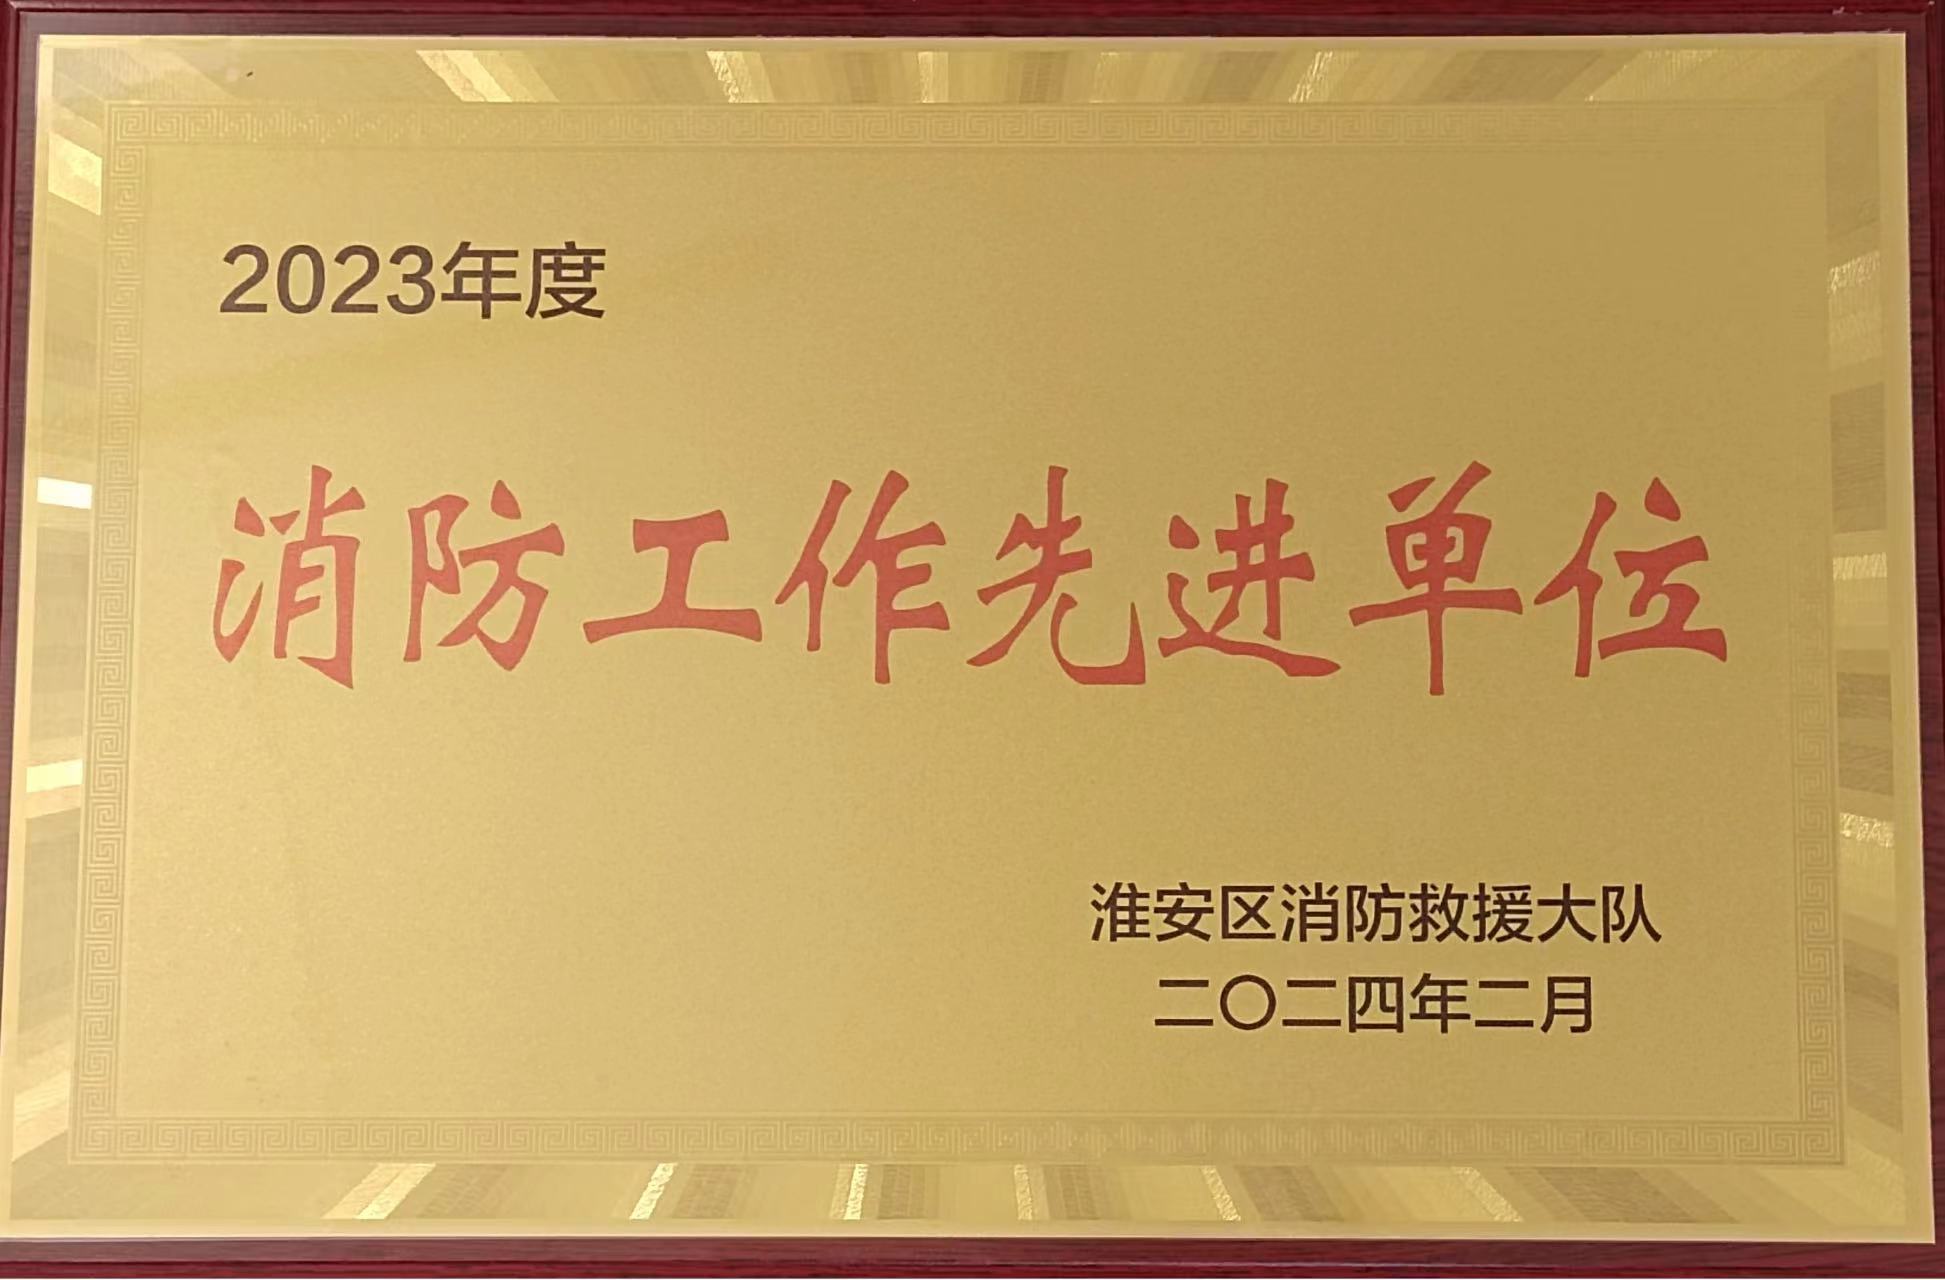 2023年度
消防工作先进单位
淮安区消防救援大队
二〇二四年二月